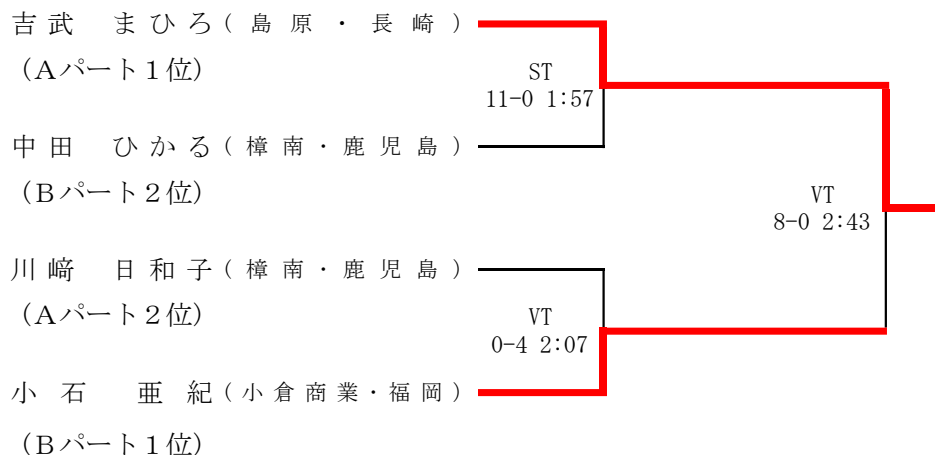 吉武 まひろ(島原・長崎)
(Aパート1位)
ST
11-0 1:57
中田 ひかる(樟南・鹿児島)
(Bパート2位)
VT
8-0 2:43
川﨑 日和子(樟南・鹿児島)
(Aパート2位)
VT
0-4 2:07
小石 亜紀(小倉商業・福岡)
(Bパート1位)